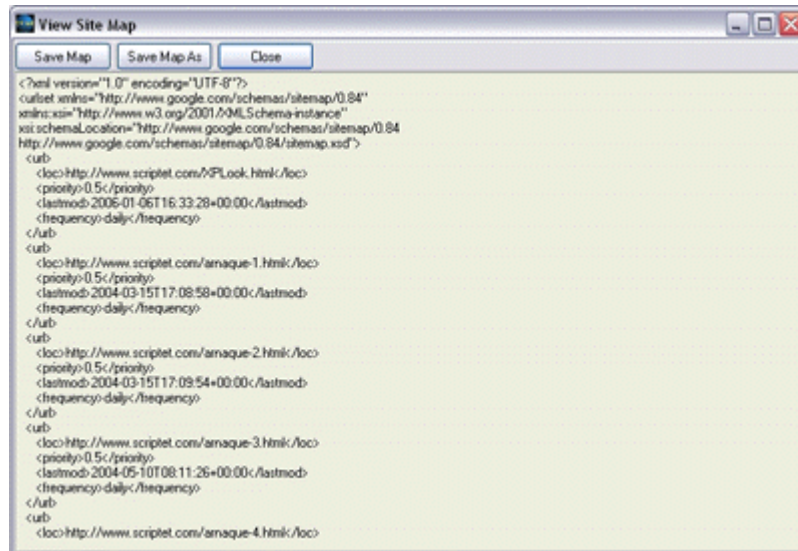 View Site Map
Save Map Save Map As Close
<?xml version="1.0" encoding="UTF-8"?>
<urlset xmlns="http://www.google.com/schemas/sitemap/0.84"
xmlns:xsi="http://www.w3.org/2001/XMLSchema-instance"
xsi:schemaLocation="http://www.google.com/schemas/sitemap/0.84
http://www.google.com/schemas/sitemap/0.84/sitemap.xsd">
<url>
<loc>http://www.scriptet.com/XPLook.html</loc>
<priority>0.5</priority>
<lastmod>2006-01-06T16:33:28+00:00</lastmod>
<frequency>daily</frequency>
</url>
<url>
<loc>http://www.scriptet.com/arnaque-1.html</loc>
<priority>0.5</priority>
<lastmod>2004-03-15T17:08:58+00:00</lastmod>
<frequency>daily</frequency>
</url>
<url>
<loc>http://www.scriptet.com/arnaque-2.html</loc>
<priority>0.5</priority>
<lastmod>2004-03-15T17:09:54+00:00</lastmod>
<frequency>daily</frequency>
</url>
<url>
<loc>http://www.scriptet.com/arnaque-3.html</loc>
<priority>0.5</priority>
<lastmod>2004-05-10T08:11:26+00:00</lastmod>
<frequency>daily</frequency>
</url>
<url>
<loc>http://www.scriptet.com/arnaque-4.html</loc>